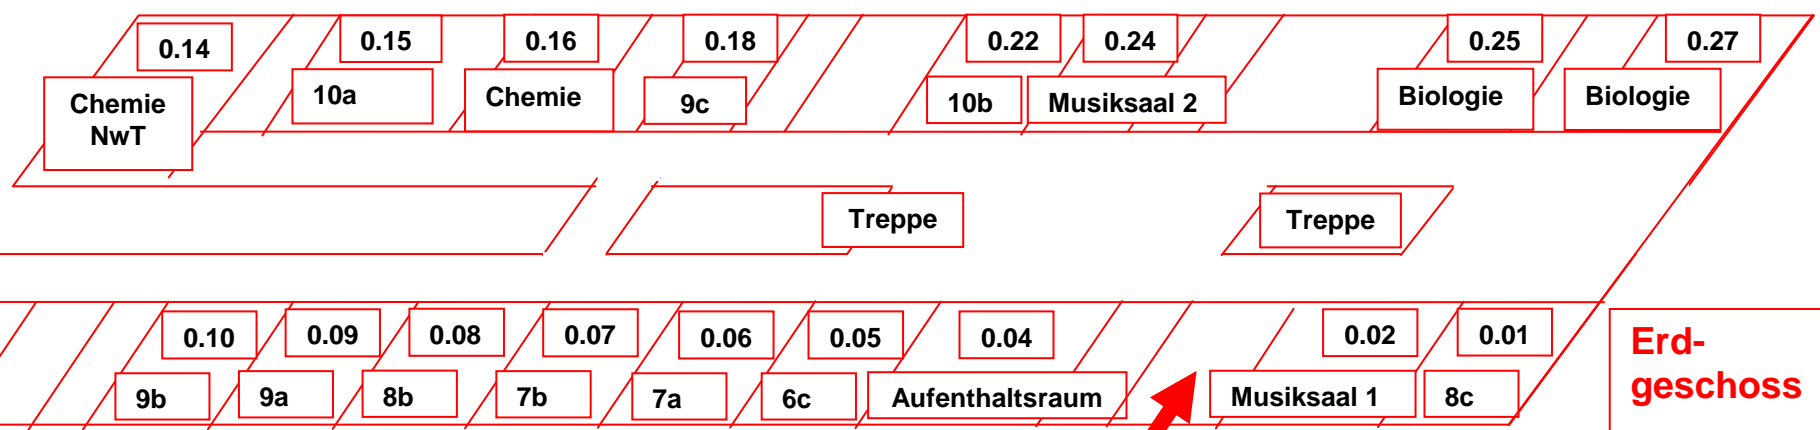 0.14
0.15
0.16
0.18
0.22
0.24
0.25
0.27
Chemie
NwT
10a
Chemie
9c
10b
Musiksaal 2
Biologie
Biologie
Treppe
Treppe
0.10
0.09
0.08
0.07
0.06
0.05
0.04
0.02
0.01
9b
9a
8b
7b
7a
6c
Aufenthaltsraum
Musiksaal 1
8c
Erd-
geschoss